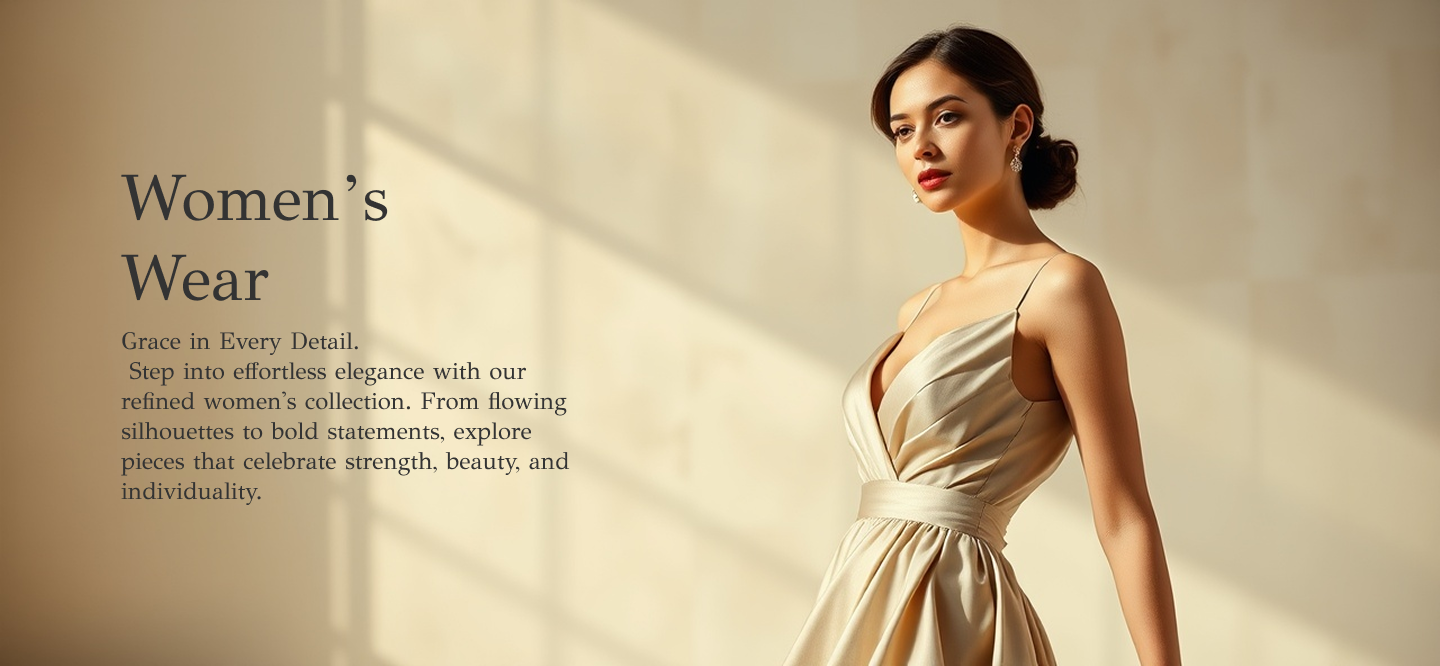 Women’s
Wear
Grace in Every Detail.
Step into effortless elegance with our
refined women’s collection. From flowing
silhouettes to bold statements, explore
pieces that celebrate strength, beauty, and
individuality.